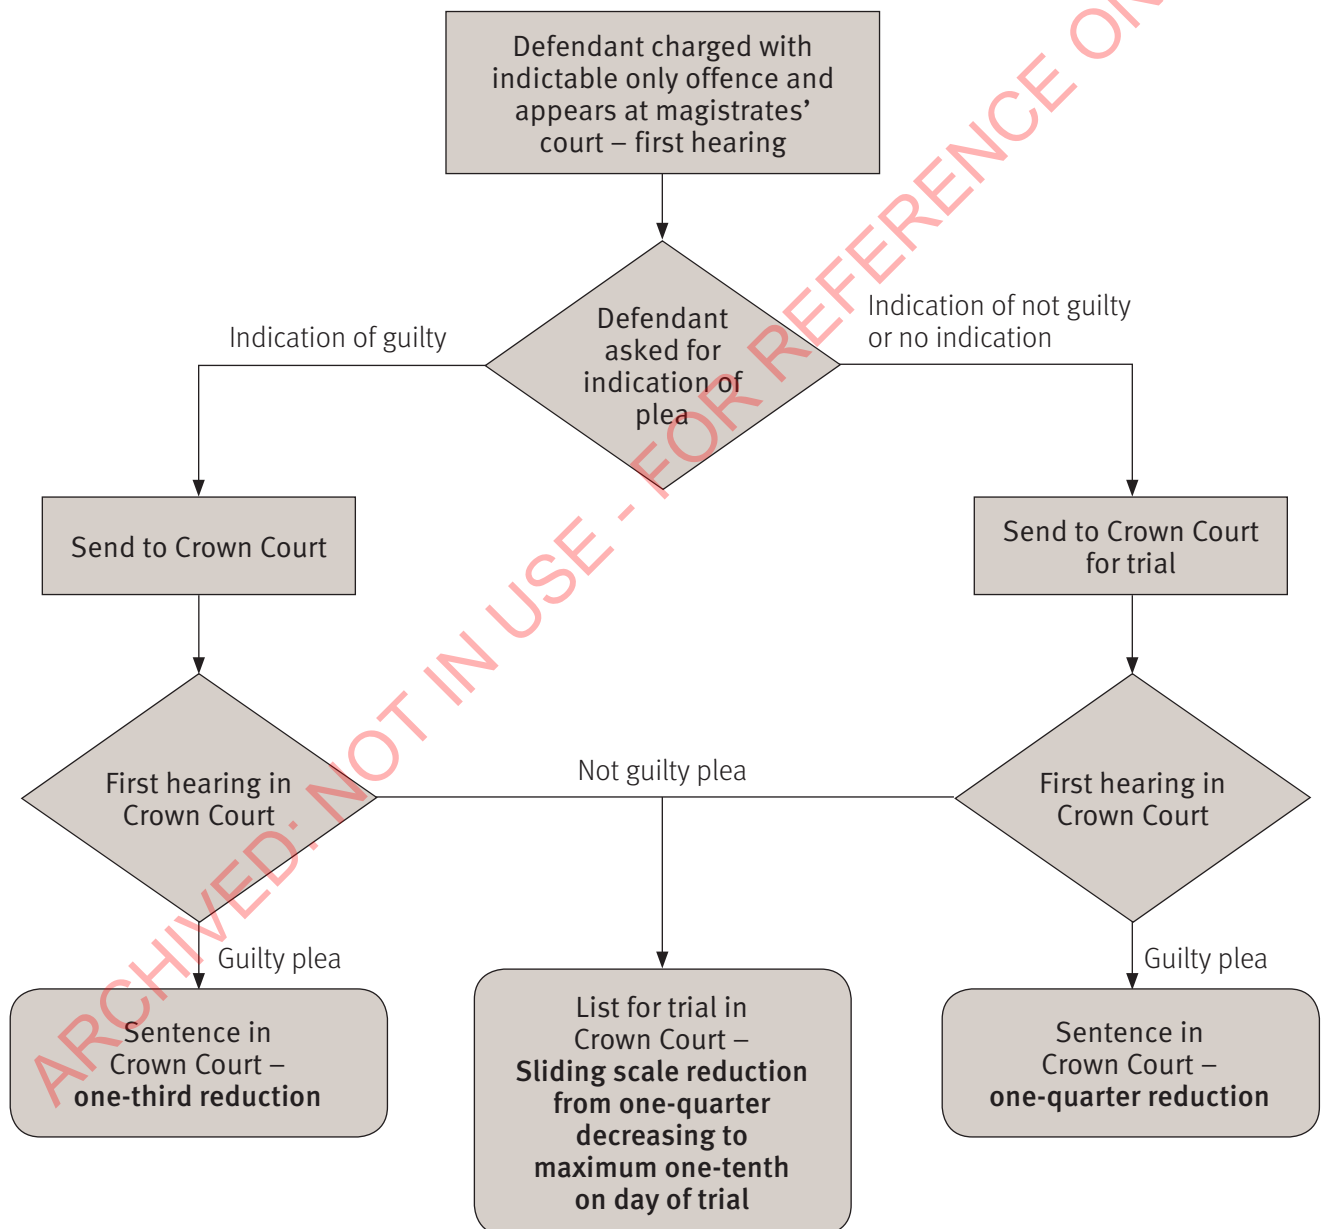 Defendant charged with
indictable only offence and
appears at magistrates’
court – first hearing
Defendant
asked for
indication of
plea
Indication of guilty
Indication of not guilty
or no indication
Send to Crown Court
Send to Crown Court
for trial
First hearing in
Crown Court
Not guilty plea
First hearing in
Crown Court
Guilty plea
Guilty plea
Sentence in
Crown Court –
one-third reduction
List for trial in
Crown Court –
Sliding scale reduction
from one-quarter
decreasing to
maximum one-tenth
on day of trial
Sentence in
Crown Court –
one-quarter reduction
ARCHIVED: NOT IN USE - FOR REFERENCE